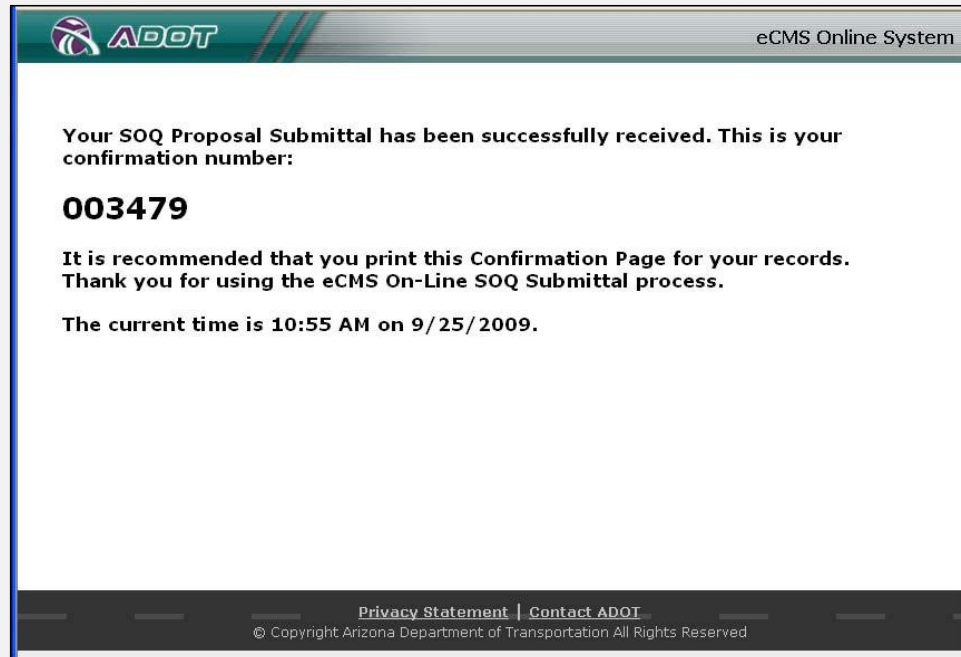 ADOT
eCMS Online System
Your SOQ Proposal Submittal has been successfully received. This is your
confirmation number:
003479
It is recommended that you print this Confirmation Page for your records.
Thank you for using the eCMS On-Line SOQ Submittal process.
The current time is 10:55 AM on 9/25/2009.
Privacy Statement | Contact ADOT
© Copyright Arizona Department of Transportation All Rights Reserved